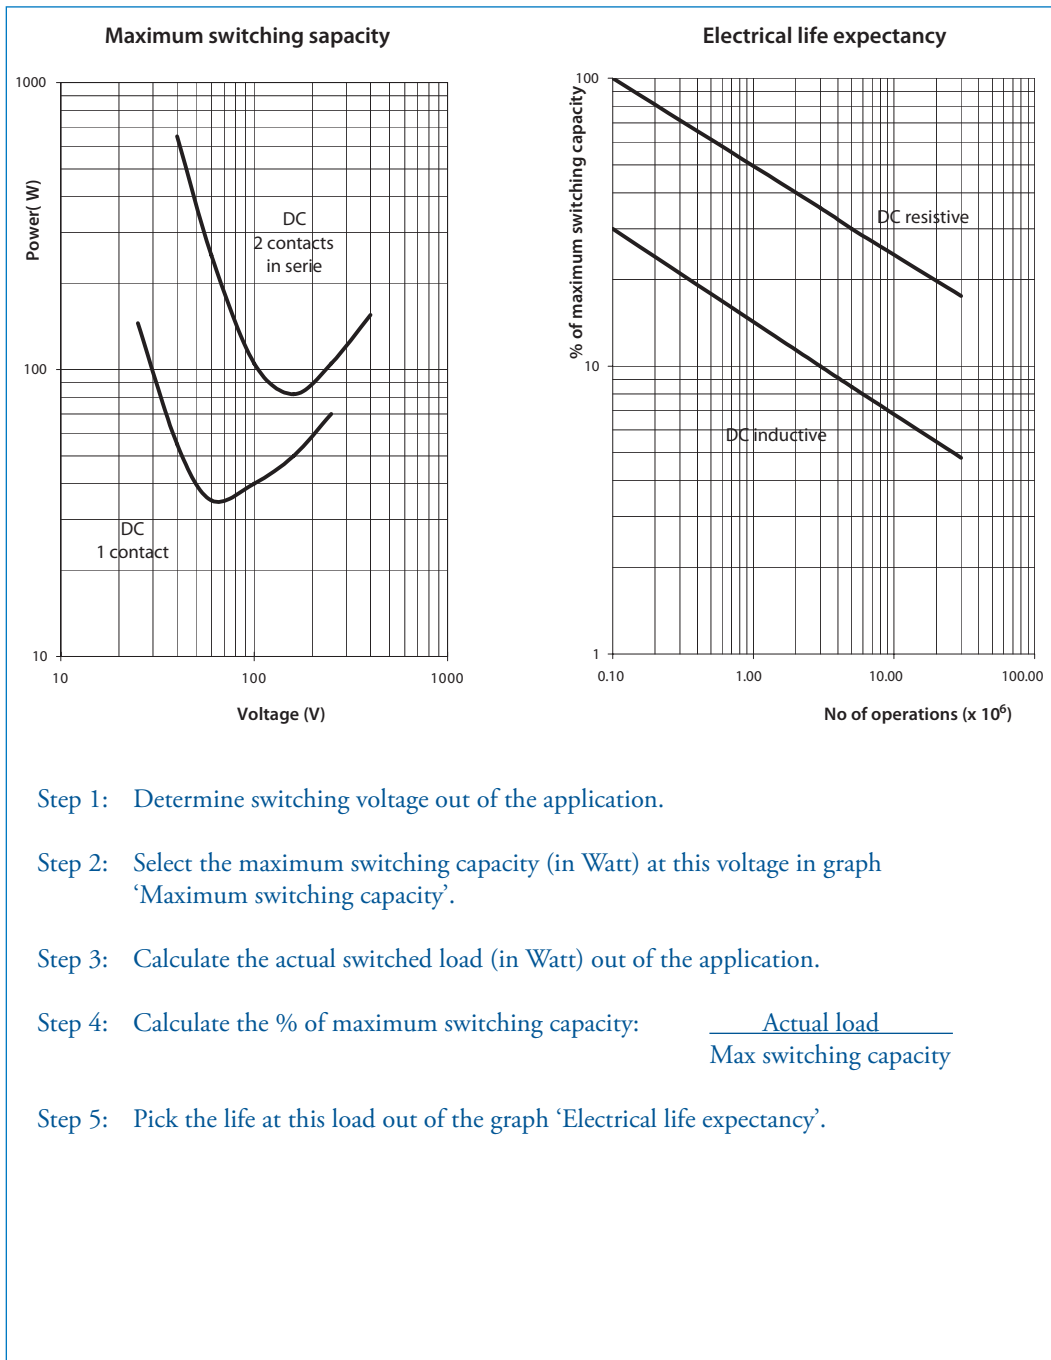 Maximum switching sapacity
1000
100
10
Power( W)
DC
2 contacts
in serie
DC
1 contact
10
100
1000
Voltage (V)
Electrical life expectancy
100
10
1
% of maximum switching capacity
DC resistive
DC inductive
0.10
1.00
10.00
100.00
No of operations (x 10⁶)
Step 1: Determine switching voltage out of the application.
Step 2: Select the maximum switching capacity (in Watt) at this voltage in graph
‘Maximum switching capacity’.
Step 3: Calculate the actual switched load (in Watt) out of the application.
Step 4: Calculate the % of maximum switching capacity: Actual load
Max switching capacity
Step 5: Pick the life at this load out of the graph ‘Electrical life expectancy’.